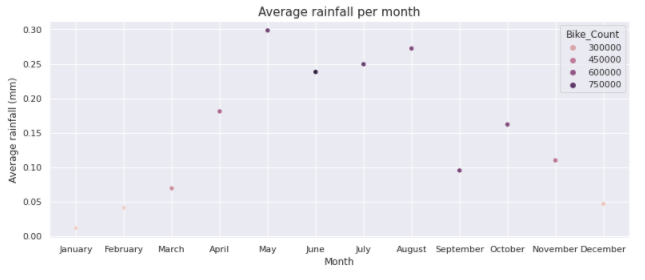 Average rainfall per month
Bike_Count
300000
450000
600000
750000
0.30
0.25
0.20
0.15
0.10
0.05
0.00
Average rainfall (mm)
January February March April May June July August September October November December
Month